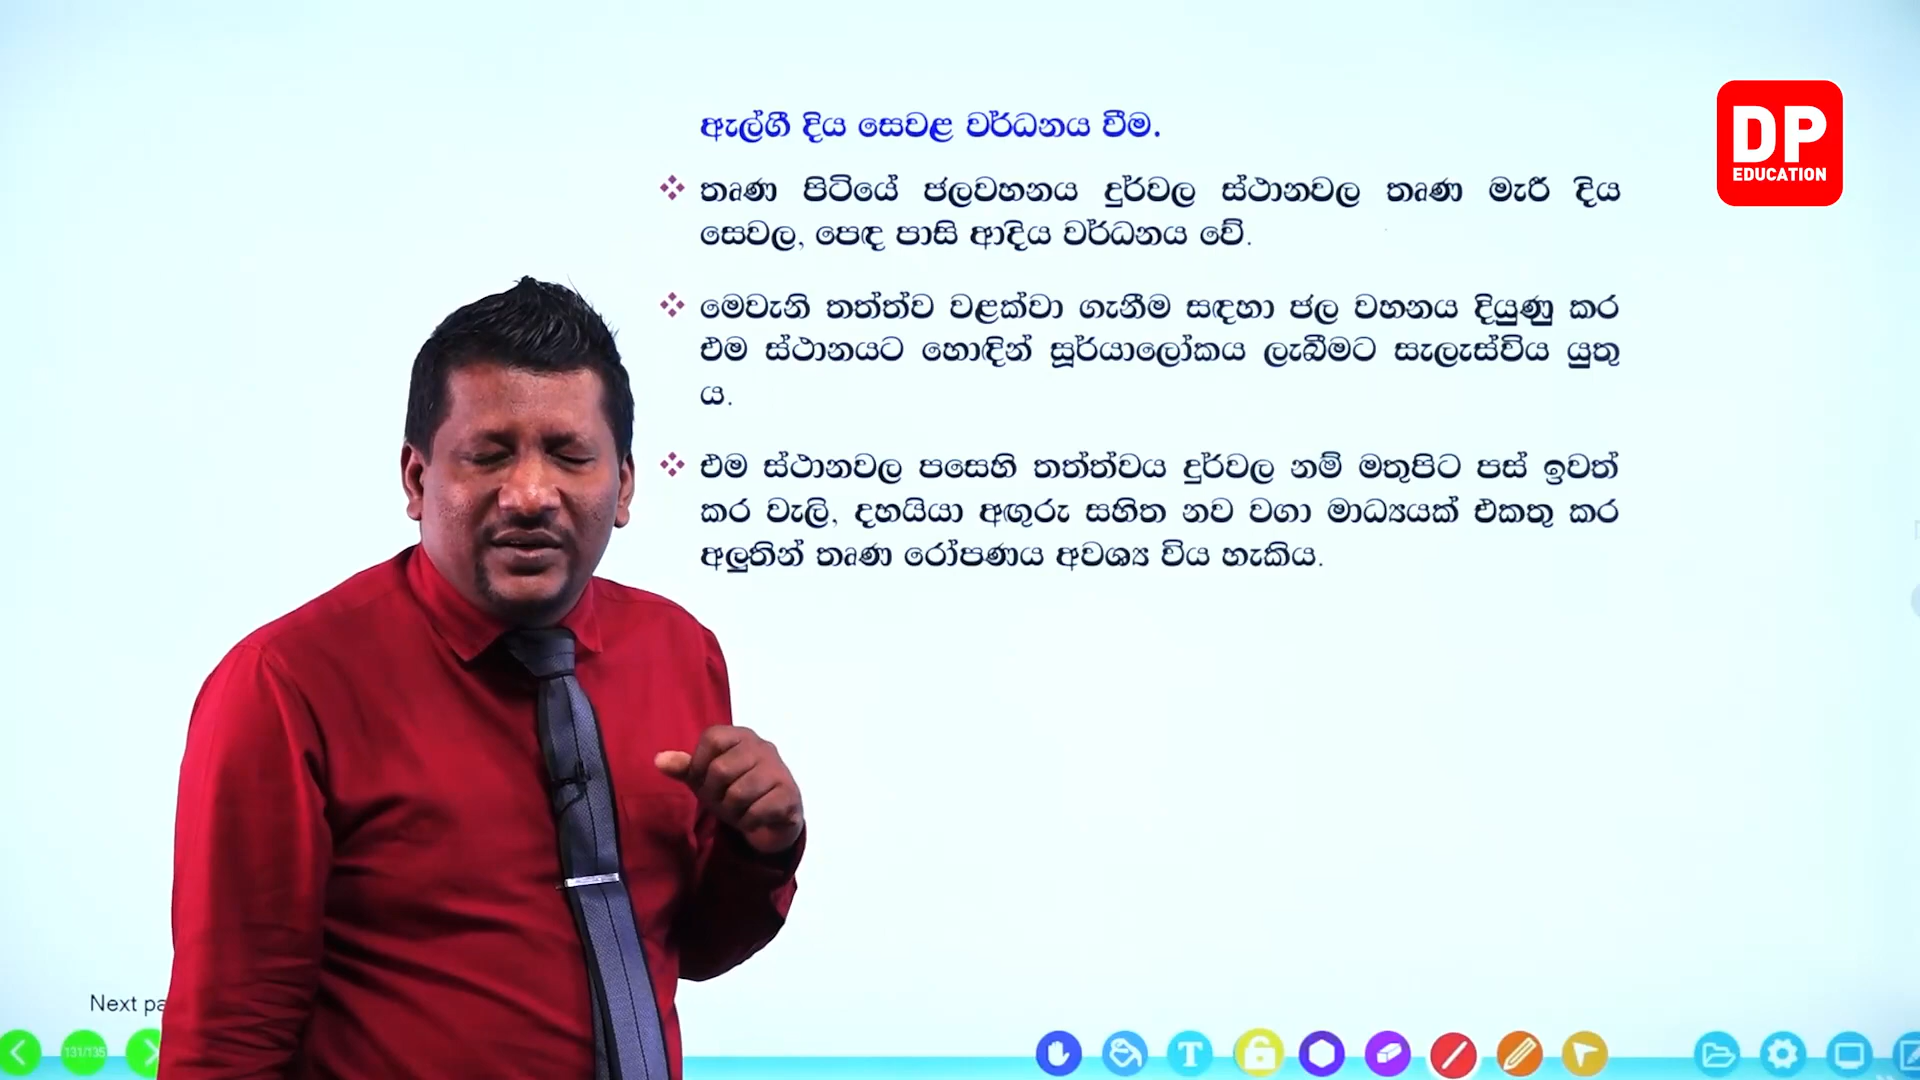 ඇල්ගී දිය සෙවළ වර්ධනය වීම.
තෘණ පිටියේ ජලවහනය දුර්වල ස්ථානවල තෘණ මැරී දිය
සෙවල, පෙඳ පාසි ආදිය වර්ධනය වේ.
මෙවැනි තත්ත්ව වළක්වා ගැනීම සඳහා ජල වහනය දියුණු කර
එම ස්ථානයට හොඳින් සූර්යාලෝකය ලැබීමට සැලැස්විය යුතු
ය.
එම ස්ථානවල පසෙහි තත්ත්වය දුර්වල නම් මතුපිට පස් ඉවත්
කර වැලි, දහයියා අඟුරු සහිත නව වගා මාධ්‍යයක් එකතු කර
අලුතින් තෘණ රෝපණය අවශ්‍ය විය හැකිය.
DP
EDUCATION
Next
131/135
T